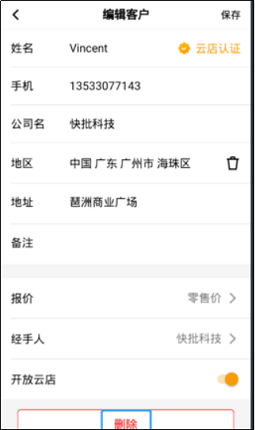 编辑客户 保存
姓名 Vincent 云店认证
手机 13533077143
公司名 快批科技
地区 中国 广东 广州市 海珠区
地址 琶洲商业广场
备注
报价 零售价
经手人 快批科技
开放云店
删除